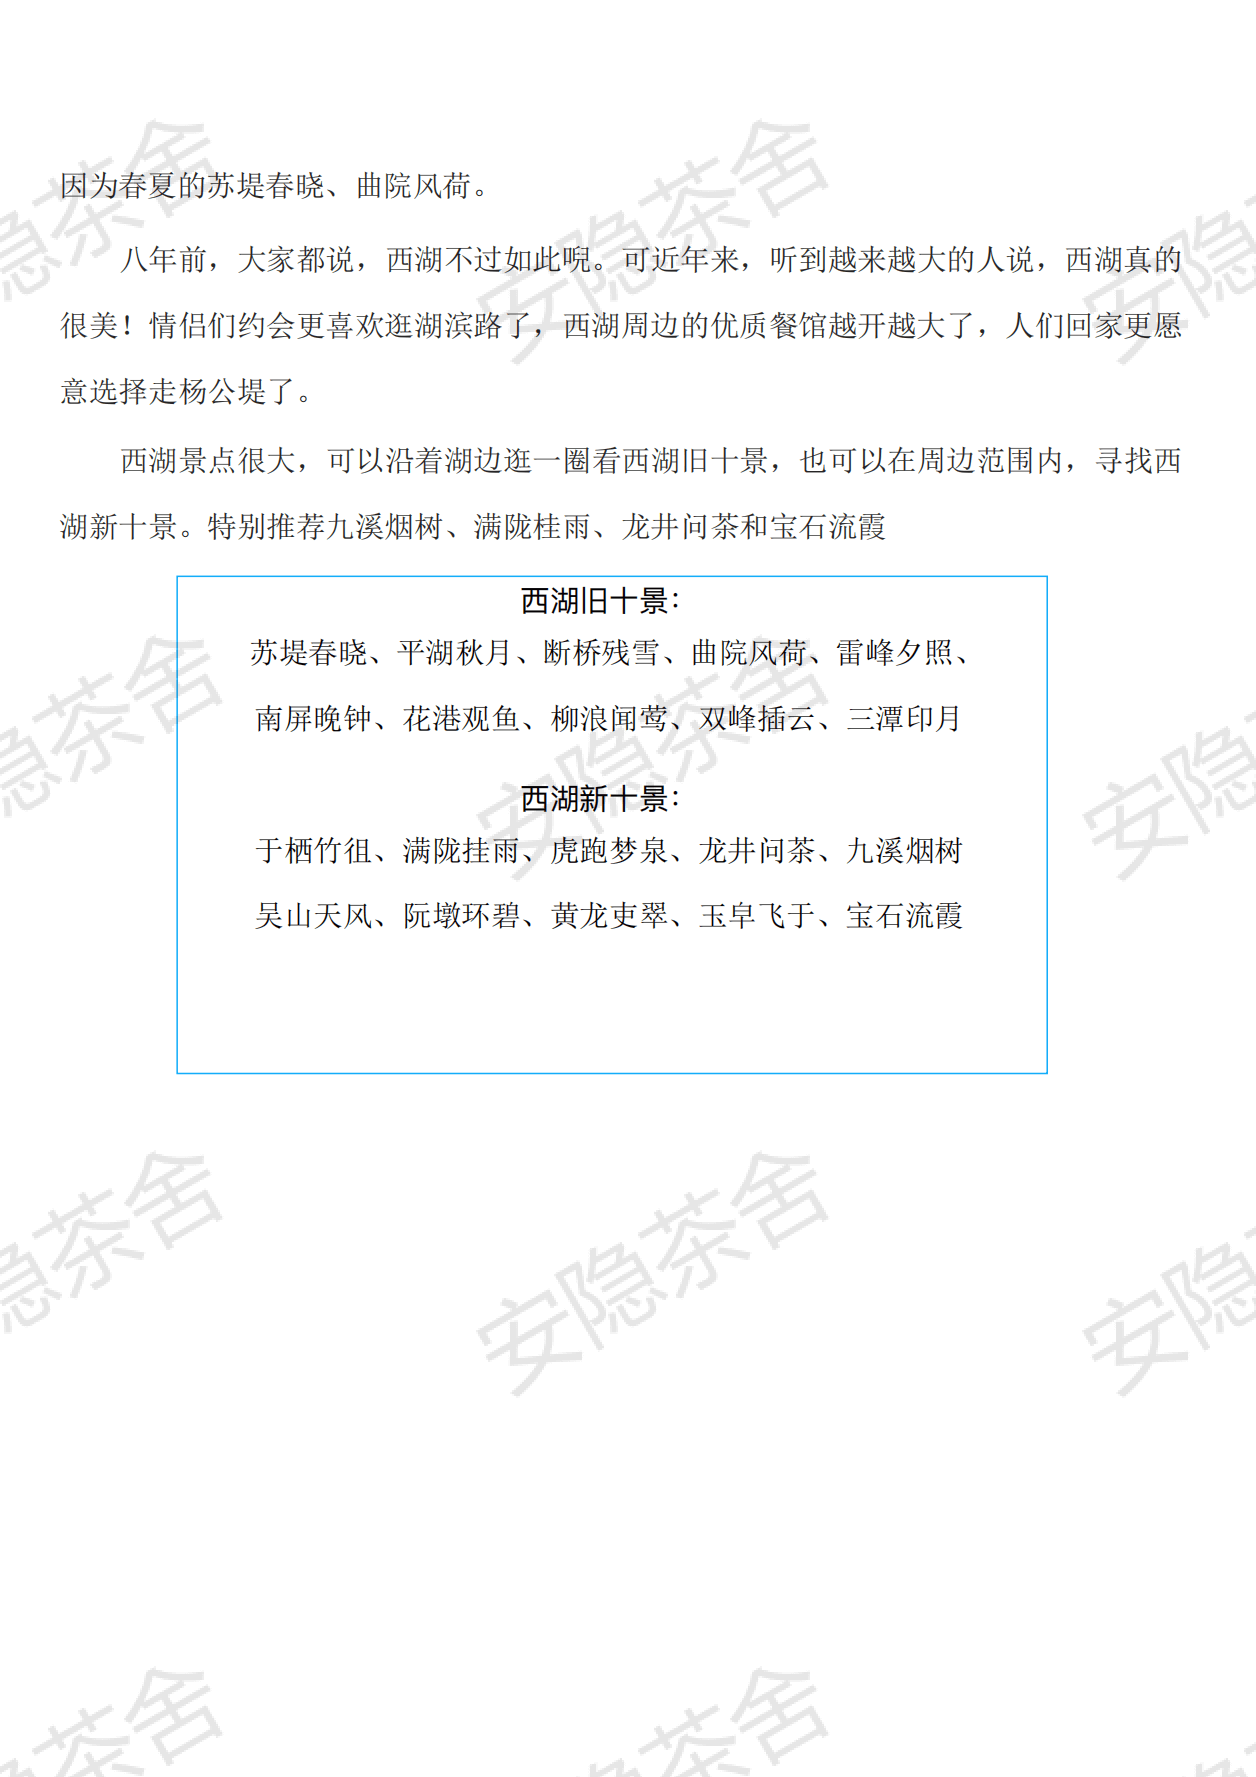 因为春夏的苏堤春晓、曲院风荷。
八年前，大家都说，西湖不过如此唲。可近年来，听到越来越大的人说，西湖真的
很美！情侣们约会更喜欢逛湖滨路了，西湖周边的优质餐馆越开越大了，人们回家更愿
意选择走杨公堤了。
西湖景点很大，可以沿着湖边逛一圈看西湖旧十景，也可以在周边范围内，寻找西
湖新十景。特别推荐九溪烟树、满陇桂雨、龙井问茶和宝石流霞
西湖旧十景：
苏堤春晓、平湖秋月、断桥残雪、曲院风荷、雷峰夕照、
南屏晚钟、花港观鱼、柳浪闻莺、双峰插云、三潭印月
西湖新十景：
于栖竹徂、满陇挂雨、虎跑梦泉、龙井问茶、九溪烟树
吴山天风、阮墩环碧、黄龙吏翠、玉皁飞于、宝石流霞
安隐茶舍